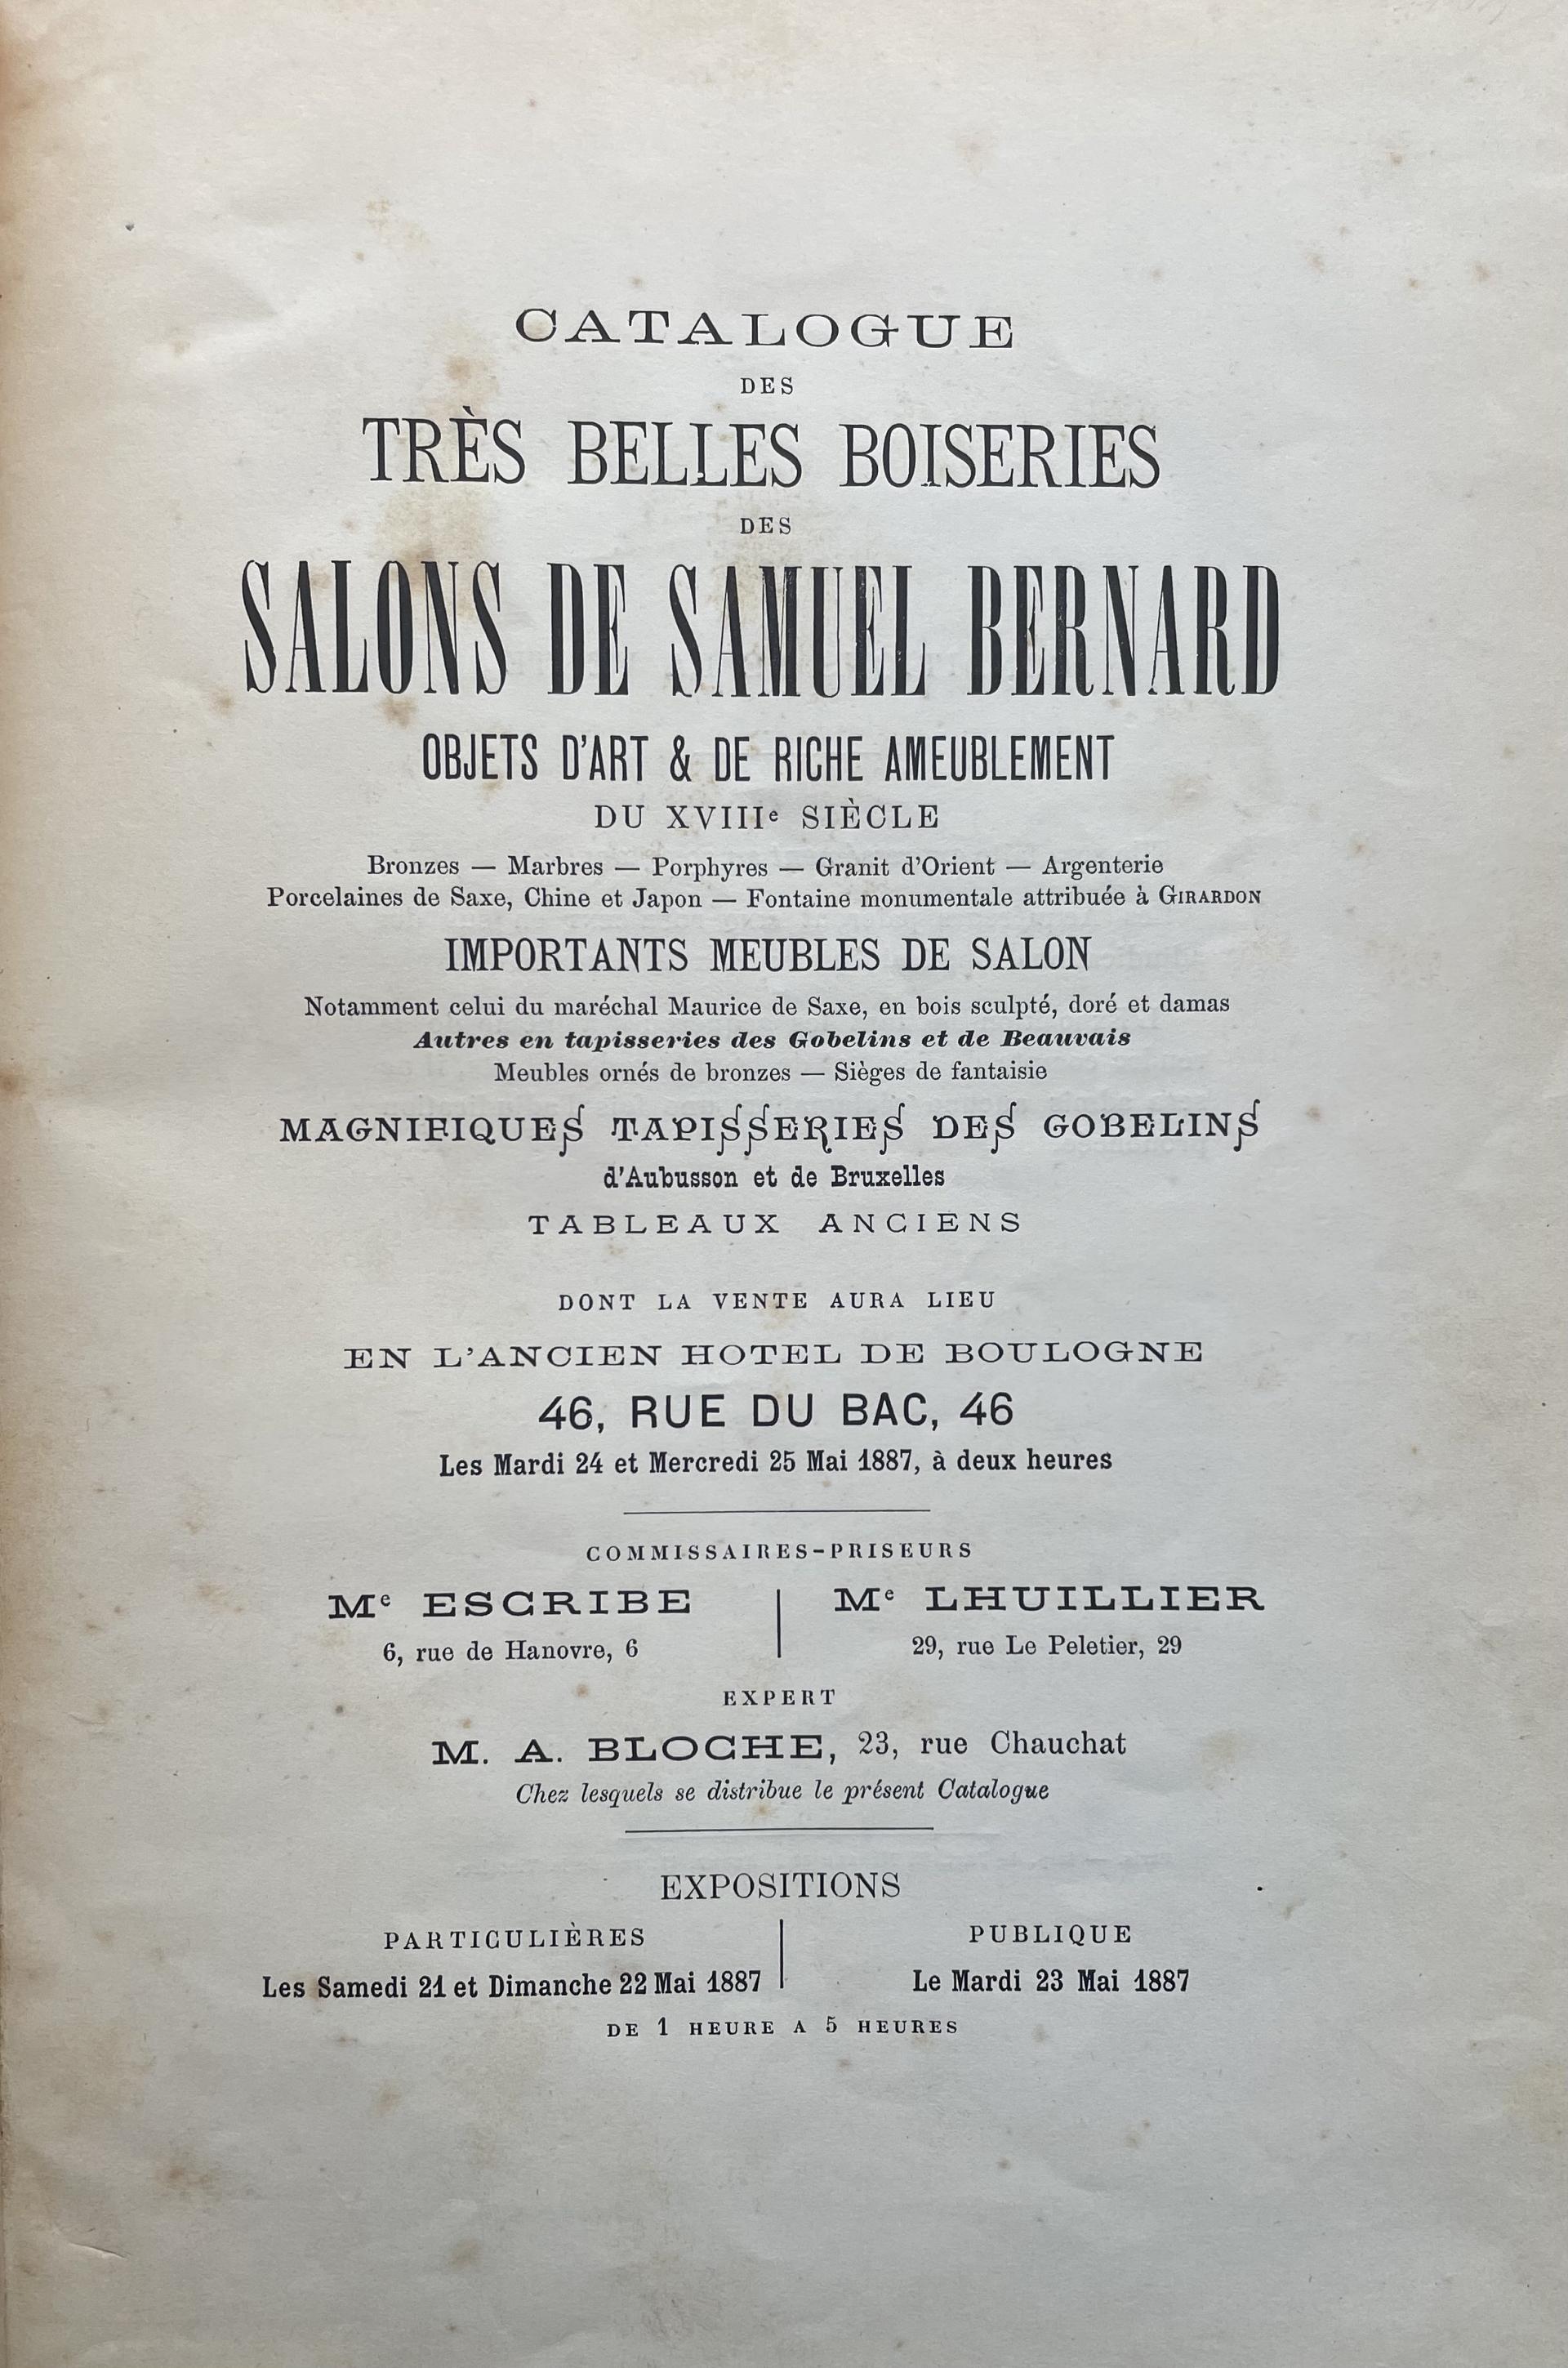 CATALOGUE
DES
TRÈS BELLES BOISERIES
DES
SALONS DE SAMUEL BERNARD
OBJETS D'ART & DE RICHE AMEUBLEMENT
DU XVIIIe SIÈCLE
Bronzes — Marbres — Porphyres — Granit d'Orient — Argenterie
Porcelaines de Saxe, Chine et Japon — Fontaine monumentale attribuée à GIRARDON
IMPORTANTS MEUBLES DE SALON
Notamment celui du maréchal Maurice de Saxe, en bois sculpté, doré et damas
Autres en tapisseries des Gobelins et de Beauvais
Meubles ornés de bronzes — Sièges de fantaisie
MAGNIFIQUES TAPISSERIES DES GOBELINS
d'Aubusson et de Bruxelles
TABLEAUX ANCIENS
DONT LA VENTE AURA LIEU
EN L'ANCIEN HOTEL DE BOULOGNE
46, RUE DU BAC, 46
Les Mardi 24 et Mercredi 25 Mai 1887, à deux heures
COMMISSAIRES-PRISEURS
Me ESCRIBE
6, rue de Hanovre, 6
Me LHUILLIER
29, rue Le Peletier, 29
EXPERT
M. A. BLOCHE, 23, rue Chauchat
Chez lesquels se distribue le présent Catalogue
EXPOSITIONS
PARTICULIÈRES
Les Samedi 21 et Dimanche 22 Mai 1887
PUBLIQUE
Le Mardi 23 Mai 1887
DE 1 HEURE A 5 HEURES